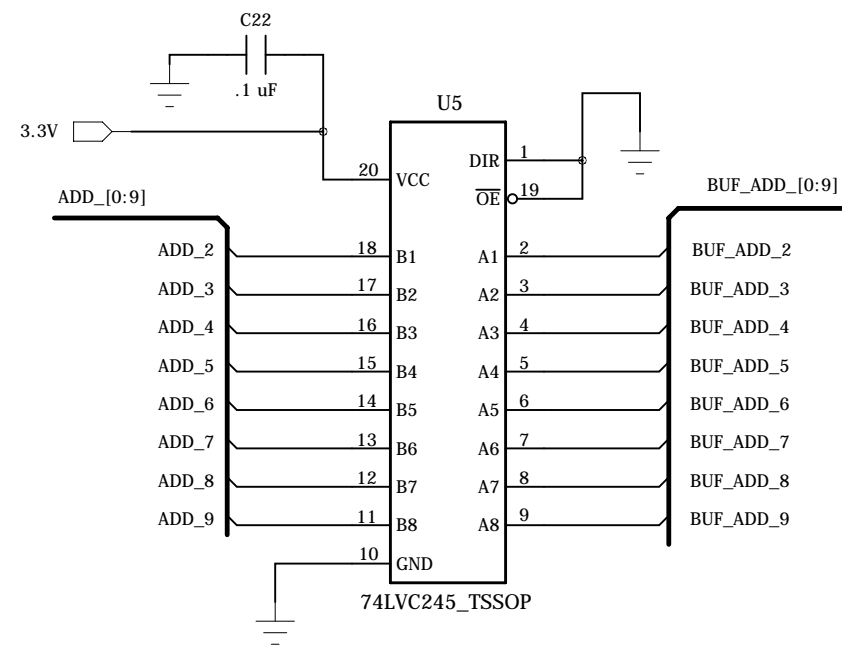 C22
.1 uF
3.3V
U5
20 VCC
DIR 1
OE 19
ADD_[0:9]
BUF_ADD_[0:9]
ADD_2 18 B1 A1 2 BUF_ADD_2
ADD_3 17 B2 A2 3 BUF_ADD_3
ADD_4 16 B3 A3 4 BUF_ADD_4
ADD_5 15 B4 A4 5 BUF_ADD_5
ADD_6 14 B5 A5 6 BUF_ADD_6
ADD_7 13 B6 A6 7 BUF_ADD_7
ADD_8 12 B7 A7 8 BUF_ADD_8
ADD_9 11 B8 A8 9 BUF_ADD_9
10 GND
74LVC245_TSSOP